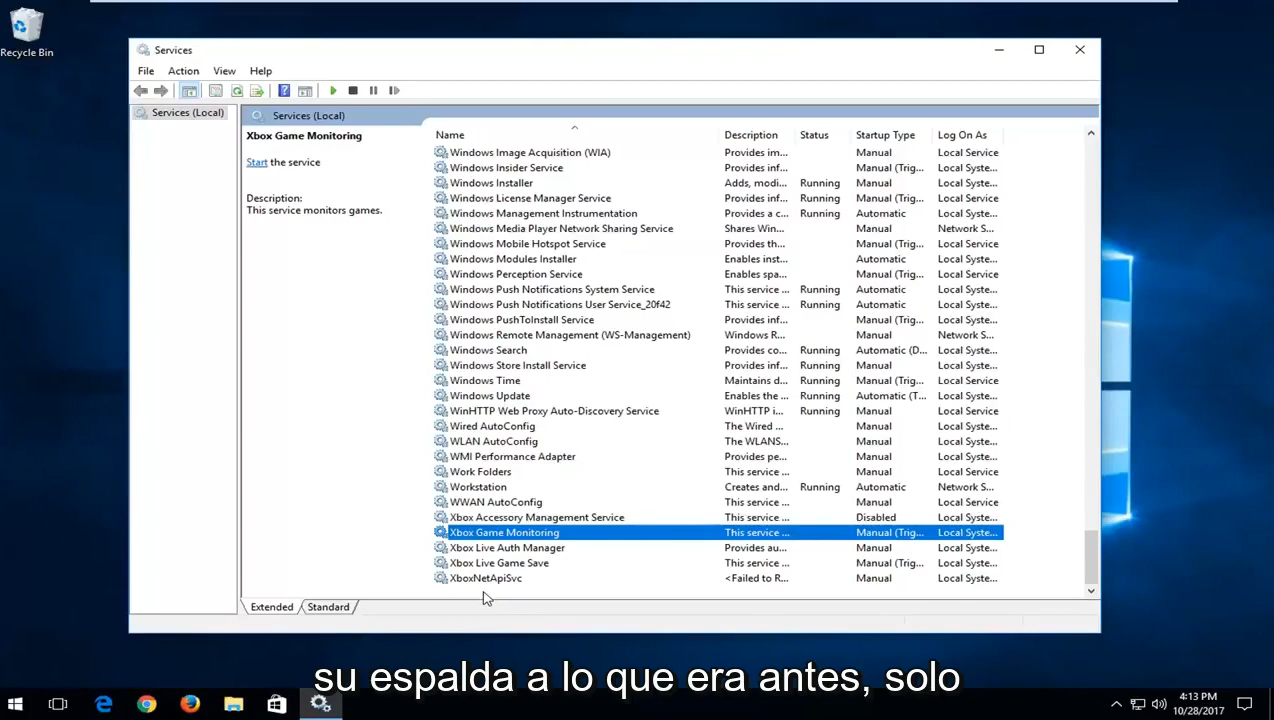 Recycle Bin
Services
File Action View Help
Services (Local)
Services (Local)
Xbox Game Monitoring
Start the service
Description:
This service monitors games.
Name Description Status Startup Type Log On As
Windows Image Acquisition (WIA) Provides im... Manual Local Service
Windows Insider Service Provides inf... Manual (Trig... Local Syste...
Windows Installer Adds, modi... Running Manual Local Syste...
Windows License Manager Service Provides inf... Running Manual (Trig... Local Service
Windows Management Instrumentation Provides a c... Running Automatic Local Syste...
Windows Media Player Network Sharing Service Shares Win... Manual Network S...
Windows Mobile Hotspot Service Provides th... Manual (Trig... Local Service
Windows Modules Installer Enables inst... Automatic Local Syste...
Windows Perception Service Enables spa... Manual (Trig... Local Service
Windows Push Notifications System Service This service ... Running Automatic Local Syste...
Windows Push Notifications User Service_20f42 This service ... Running Automatic Local Syste...
Windows PushToInstall Service Provides inf... Manual (Trig... Local Syste...
Windows Remote Management (WS-Management) Windows R... Manual Network S...
Windows Search Provides co... Running Automatic (D... Local Syste...
Windows Store Install Service Provides inf... Running Manual Local Syste...
Windows Time Maintains d... Running Manual (Trig... Local Service
Windows Update Enables the ... Running Automatic (T... Local Syste...
WinHTTP Web Proxy Auto-Discovery Service WinHTTP i... Running Manual Local Service
Wired AutoConfig The Wired ... Manual Local Syste...
WLAN AutoConfig The WLANS... Manual Local Syste...
WMI Performance Adapter Provides pe... Manual Local Syste...
Work Folders This service ... Manual Local Service
Workstation Creates and... Running Automatic Network S...
WWAN AutoConfig This service ... Manual Local Service
Xbox Accessory Management Service This service ... Disabled Local Syste...
Xbox Game Monitoring This service ... Manual (Trig... Local Syste...
Xbox Live Auth Manager Provides au... Manual Local Syste...
Xbox Live Game Save This service ... Manual (Trig... Local Syste...
XboxNetApiSvc <Failed to R... Manual Local Syste...
Extended Standard
su espalda a lo que era antes, solo
4:13 PM
10/28/2017